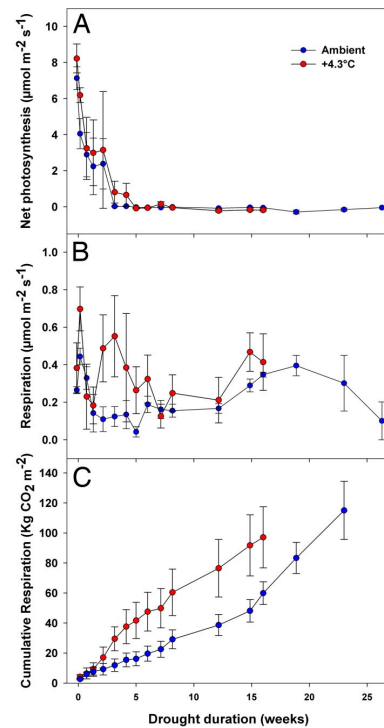 A
Net photosynthesis (µmol m⁻² s⁻¹)
10
8
6
4
2
0
Ambient
+4.3°C
B
Respiration (µmol m⁻² s⁻¹)
1.0
0.8
0.6
0.4
0.2
0.0
C
Cumulative Respiration (Kg CO₂ m⁻²)
140
120
100
80
60
40
20
0
0 5 10 15 20 25
Drought duration (weeks)